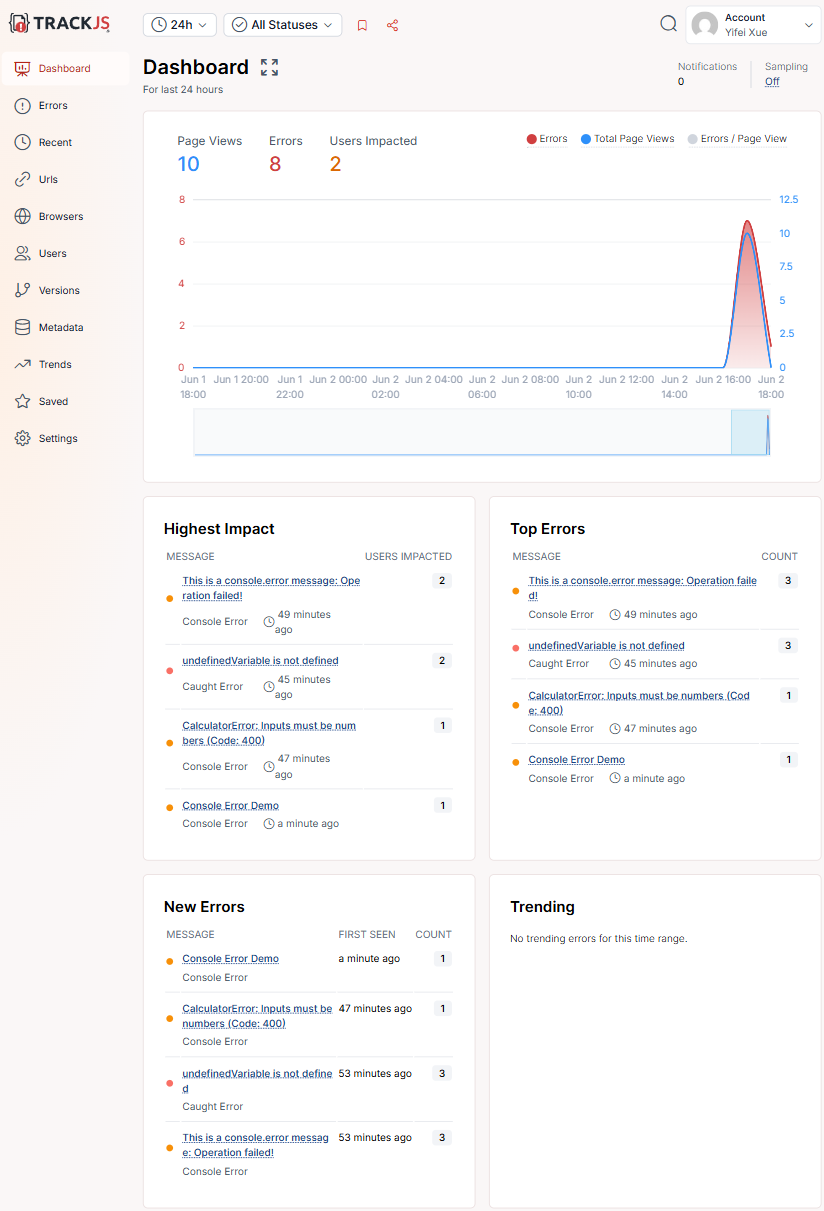 TRACKJS
24h
All Statuses
Account
Yifei Xue
Dashboard
Errors
Recent
Urls
Browsers
Users
Versions
Metadata
Trends
Saved
Settings
Dashboard
For last 24 hours
Notifications
0
Sampling
Off
Page Views
10
Errors
8
Users Impacted
2
Errors
Total Page Views
Errors / Page View
8
6
4
2
0
12.5
10
7.5
5
2.5
0
Jun 1 18:00
Jun 1 20:00
Jun 1 22:00
Jun 2 00:00
Jun 2 02:00
Jun 2 04:00
Jun 2 06:00
Jun 2 08:00
Jun 2 10:00
Jun 2 12:00
Jun 2 14:00
Jun 2 16:00
Jun 2 18:00
Highest Impact
MESSAGE USERS IMPACTED
This is a console.error message: Ope
ration failed!
2
Console Error
49 minutes
ago
undefinedVariable is not defined
2
Caught Error
45 minutes
ago
CalculatorError: Inputs must be num
bers (Code: 400)
1
Console Error
47 minutes
ago
Console Error Demo
1
Console Error
a minute ago
Top Errors
MESSAGE COUNT
This is a console.error message: Operation faile
d!
3
Console Error
49 minutes ago
undefinedVariable is not defined
3
Caught Error
45 minutes ago
CalculatorError: Inputs must be numbers (Cod
e: 400)
1
Console Error
47 minutes ago
Console Error Demo
1
Console Error
a minute ago
New Errors
MESSAGE FIRST SEEN COUNT
Console Error Demo a minute ago 1
Console Error
CalculatorError: Inputs must be 47 minutes ago 1
numbers (Code: 400)
Console Error
undefinedVariable is not define 53 minutes ago 3
d
Caught Error
This is a console.error messag 53 minutes ago 3
e: Operation failed!
Console Error
Trending
No trending errors for this time range.